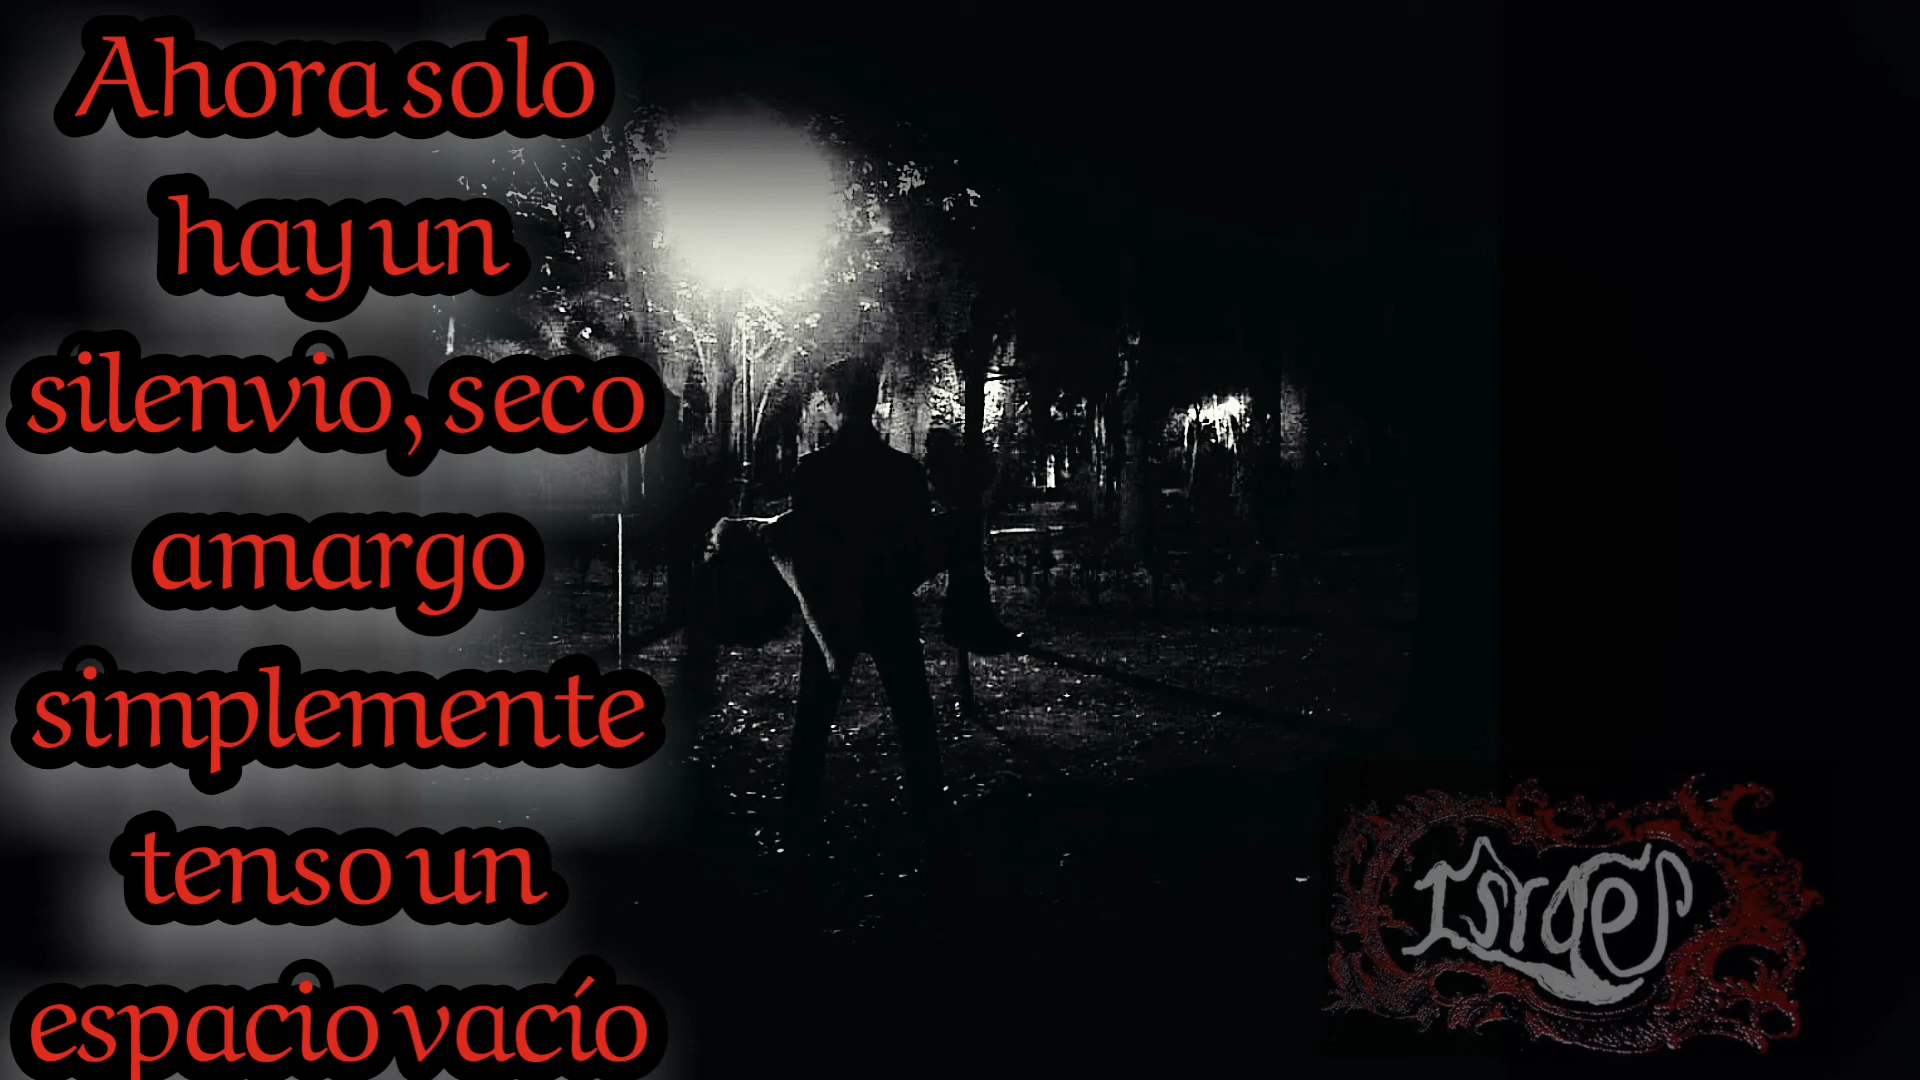 Ahora solo
hay un
silenvio, seco
amargo
simplemente
tenso un
espacio vacío
Israel